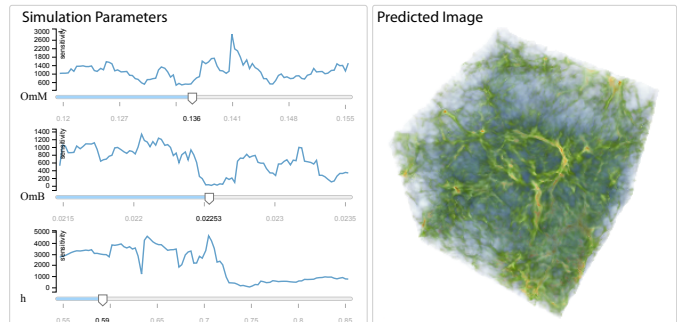 Simulation Parameters
3000
2600
2200
1800
1400
1000
600
sensitivity
OmM
0.12 0.127 0.136 0.141 0.148 0.155
1400
1200
1000
800
600
400
200
0
sensitivity
OmB
0.0215 0.022 0.02253 0.023 0.0235
5000
4000
3000
2000
1000
0
sensitivity
h
0.55 0.59 0.65 0.7 0.75 0.8 0.85
Predicted Image